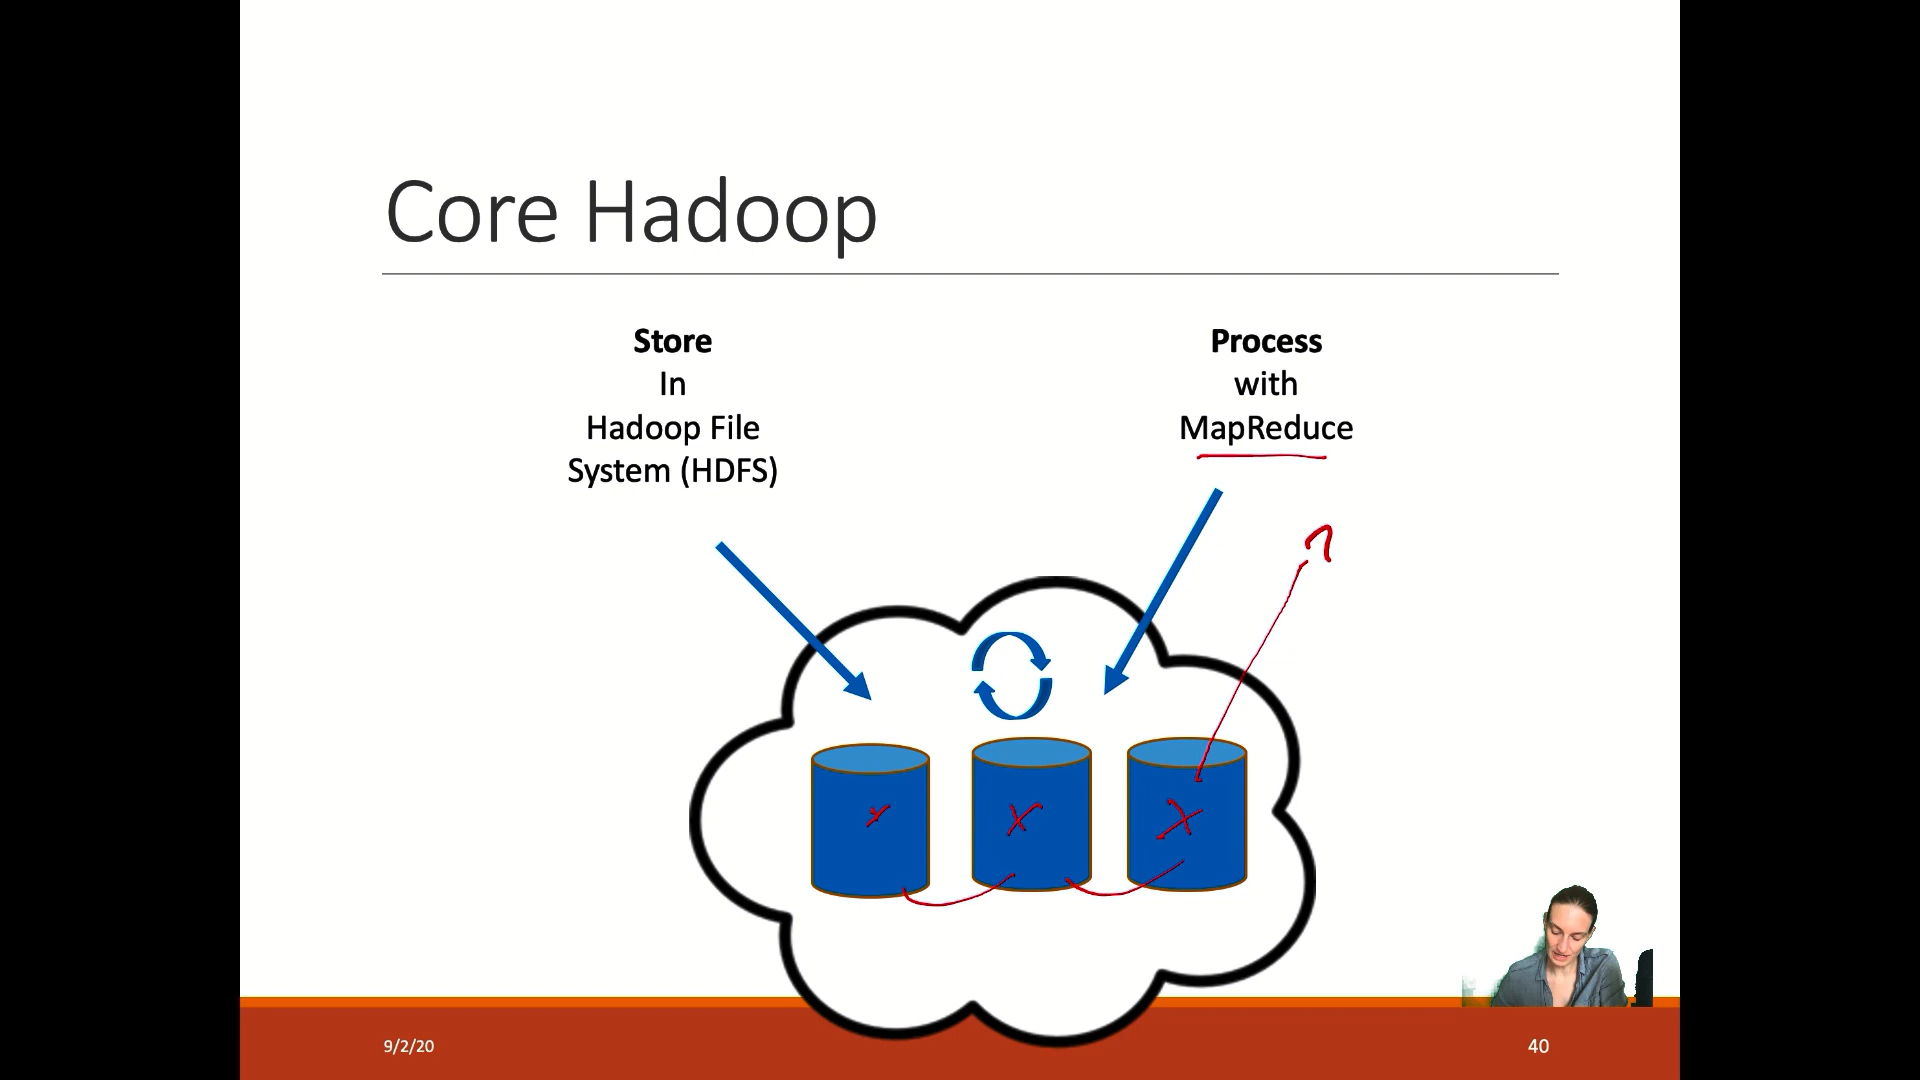 Core Hadoop
Store
In
Hadoop File
System (HDFS)
Process
with
MapReduce
9/2/20
40